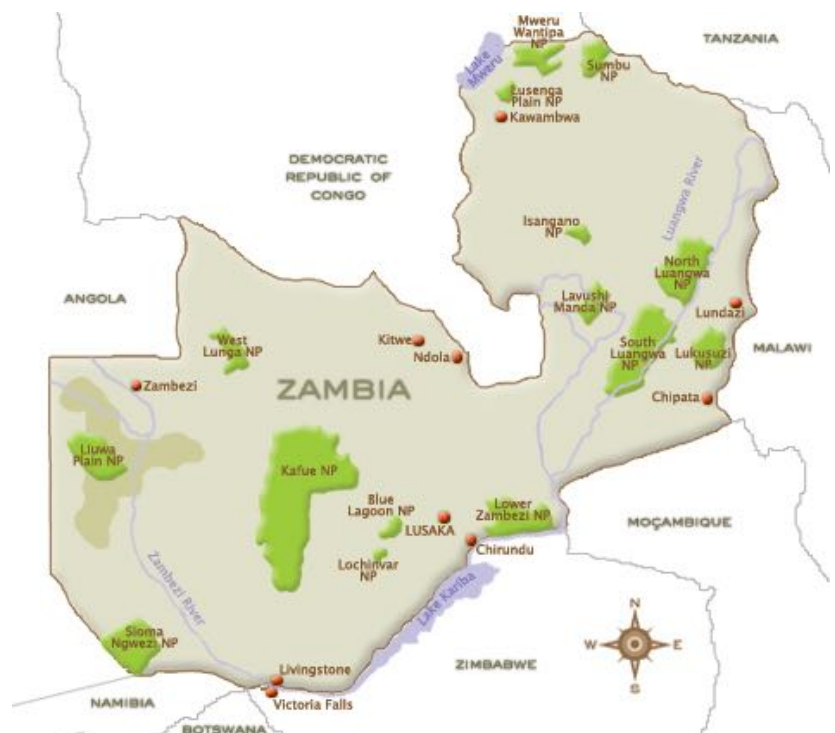 Mweru
Wantipa
NP
TANZANIA
Lake
Mweru
Sumbu
NP
Lusenga
Plain NP
Kawambwa
DEMOCRATIC
REPUBLIC OF
CONGO
Luangwa River
Isangano
NP
North
Luangwa
NP
ANGOLA
Lavushi
Manda NP
Lundazi
West
Lunga NP
Kitwe
Ndola
South
Luangwa
NP
Lukusuzi
NP
MALAWI
Zambezi
ZAMBIA
Chipata
Liuwa
Plain NP
Kafue NP
Blue
Lagoon NP
LUSAKA
Lower
Zambezi NP
MOÇAMBIQUE
Chirundu
Lochinvar
NP
Zambezi River
Lake Kariba
N
W
E
S
Sioma
Ngwezi NP
ZIMBABWE
Livingstone
Victoria Falls
NAMIBIA
BOTSWANA